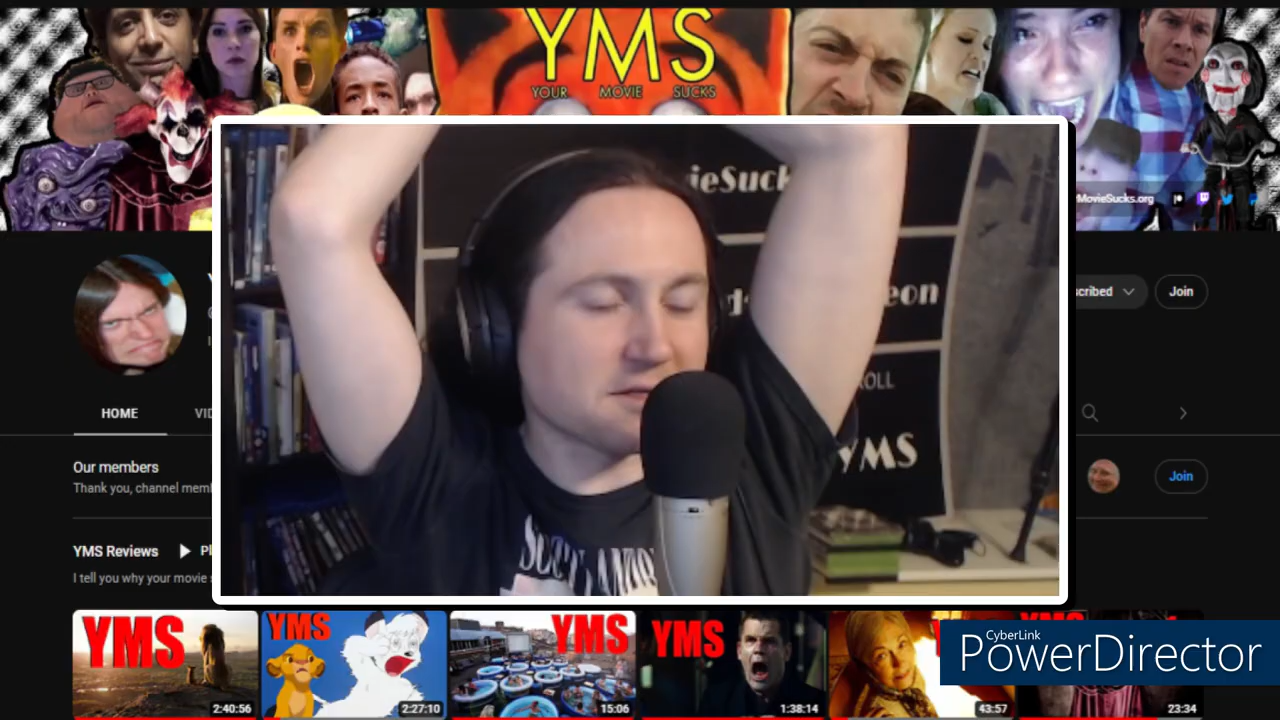 YMS
YOUR MOVIE SUCKS
ieSuck
MovieSucks.org
eon
cribed
Join
HOME
VID
ROLL
YMS
Our members
Thank you, channel mem
Join
YMS Reviews
I tell you why your movie
YMS
2:40:56
YMS
2:27:10
YMS
15:06
YMS
1:38:14
43:57
23:34
CyberLink
PowerDirector